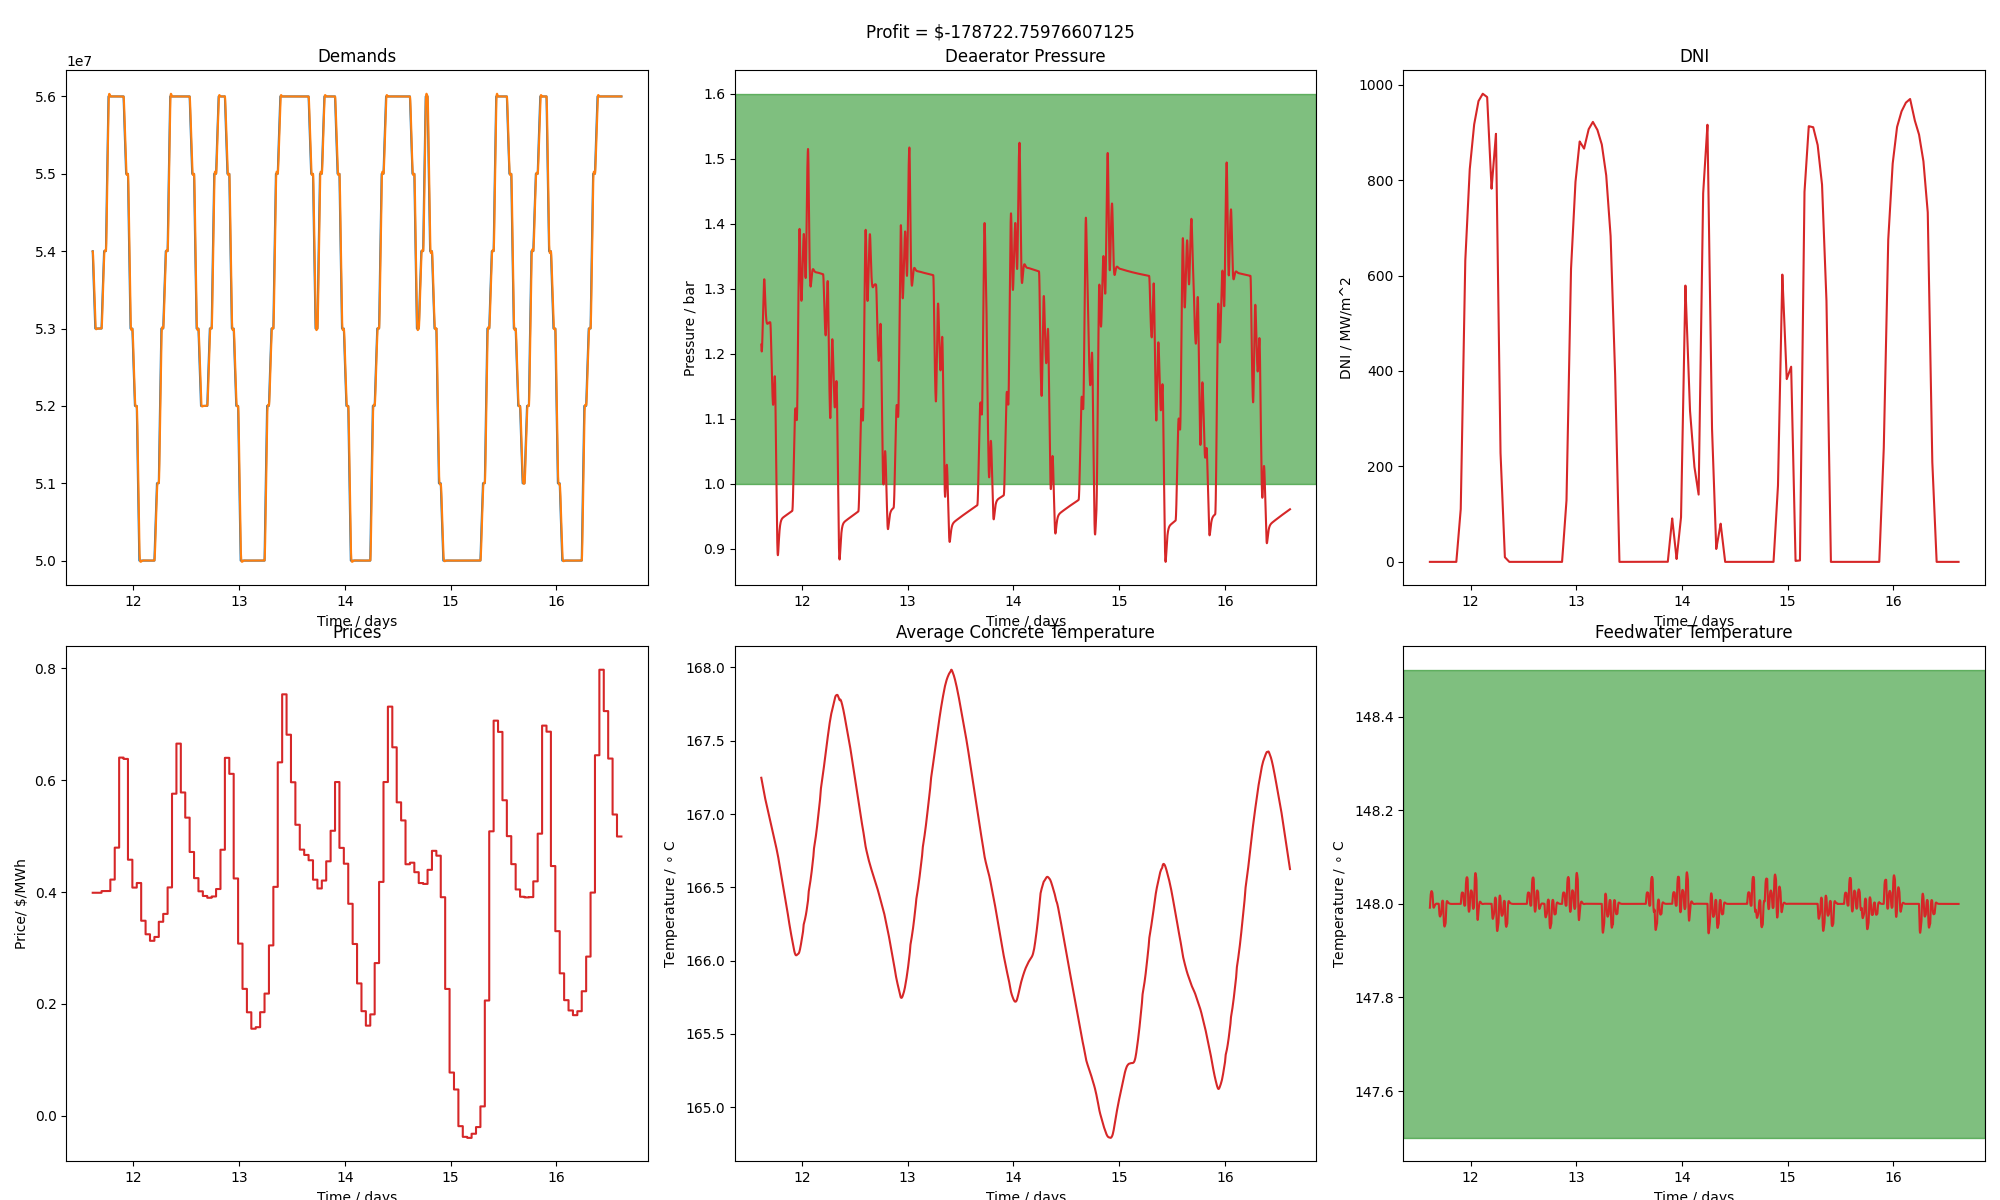 Profit = $-178722.75976607125
Demands
1e7
5.6
5.5
5.4
5.3
5.2
5.1
5.0
12 13 14 15 16
Time / days
Deaerator Pressure
Pressure / bar
1.6
1.5
1.4
1.3
1.2
1.1
1.0
0.9
12 13 14 15 16
Time / days
DNI
DNI / MW/m^2
1000
800
600
400
200
0
12 13 14 15 16
Time / days
Prices
Price/ $/MWh
0.8
0.6
0.4
0.2
0.0
12 13 14 15 16
Time / days
Average Concrete Temperature
Temperature / ∘ C
168.0
167.5
167.0
166.5
166.0
165.5
165.0
12 13 14 15 16
Time / days
Feedwater Temperature
Temperature / ∘ C
148.4
148.2
148.0
147.8
147.6
12 13 14 15 16
Time / days